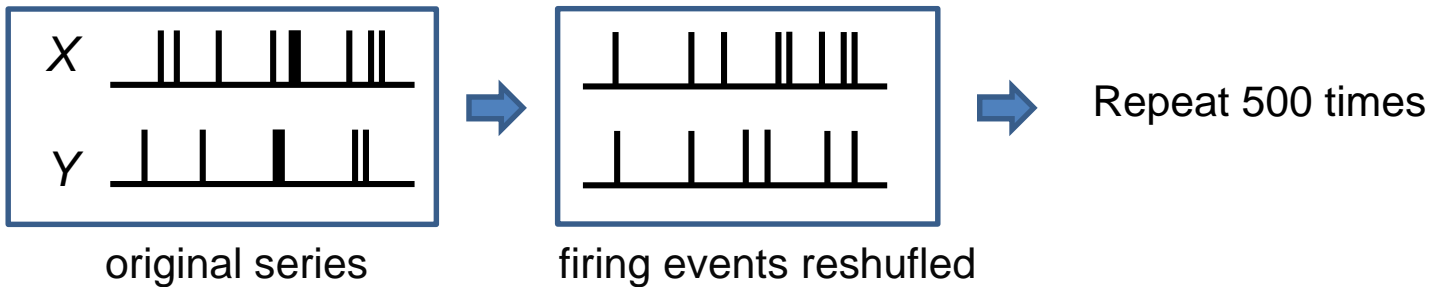 X
Y
Repeat 500 times
original series
firing events reshufled